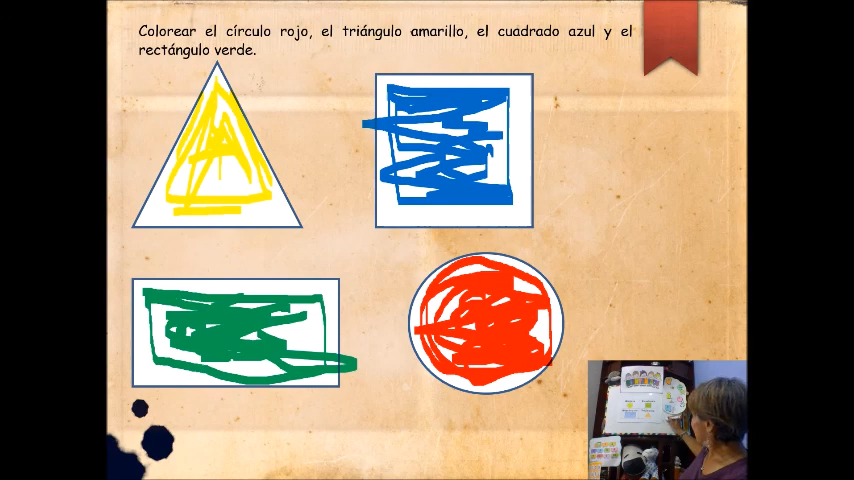 Colorear el círculo rojo, el triángulo amarillo, el cuadrado azul y el
rectángulo verde.